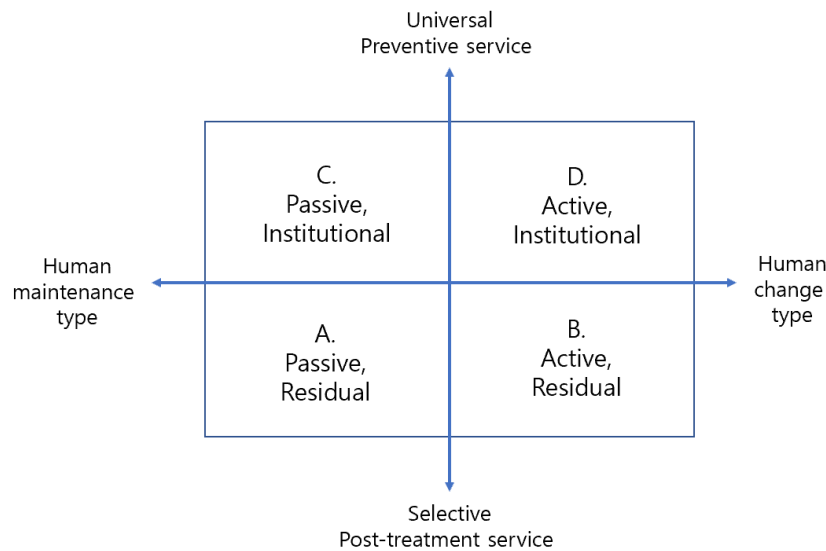 Universal
Preventive service
C.
Passive,
Institutional
D.
Active,
Institutional
Human
maintenance
type
Human
change
type
A.
Passive,
Residual
B.
Active,
Residual
Selective
Post-treatment service